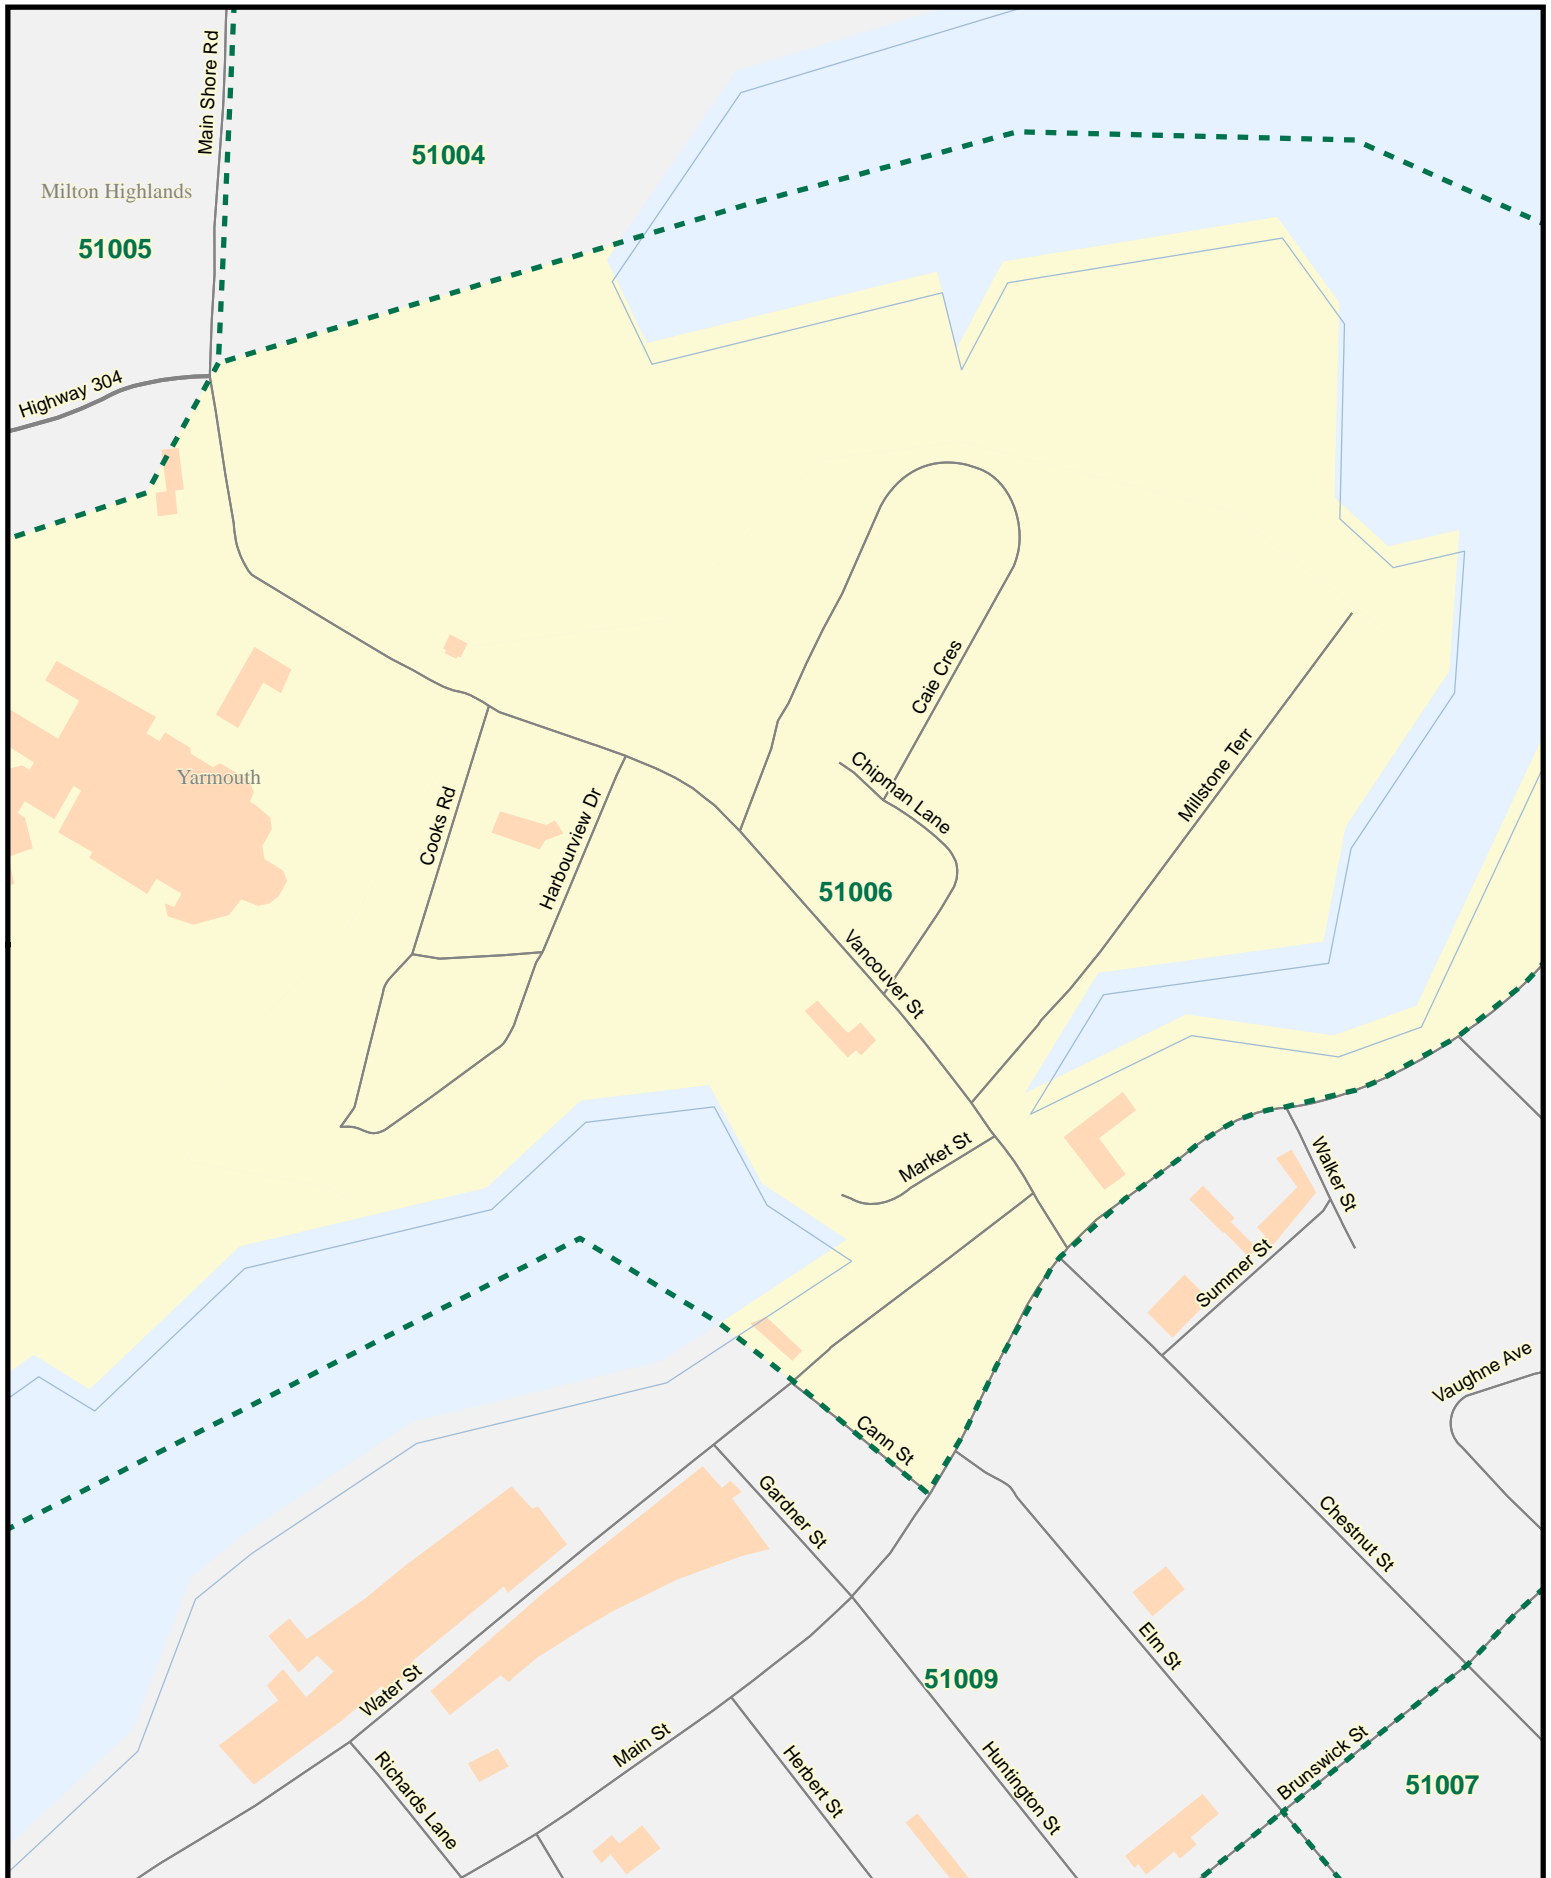 Main Shore Rd
51004
Milton Highlands
51005
Highway 304
Caie Cres
Chipman Lane
Millstone Terr
Yarmouth
Cooks Rd
Harbourview Dr
51006
Vancouver St
Market St
Walker St
Summer St
Vaughne Ave
Cann St
Gardner St
Chestnut St
Elm St
Water St
51009
Main St
Richards Lane
Herbert St
Huntington St
Brunswick St
51007